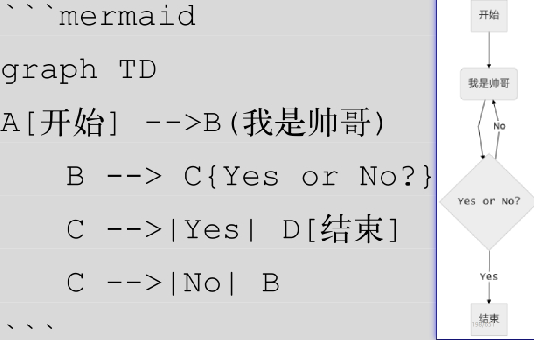 ```mermaid
graph TD
A[开始] -->B(我是帅哥)
B --> C{Yes or No?}
C -->|Yes| D[结束]
C -->|No| B
```
开始
我是帅哥
No
Yes or No?
Yes
结束